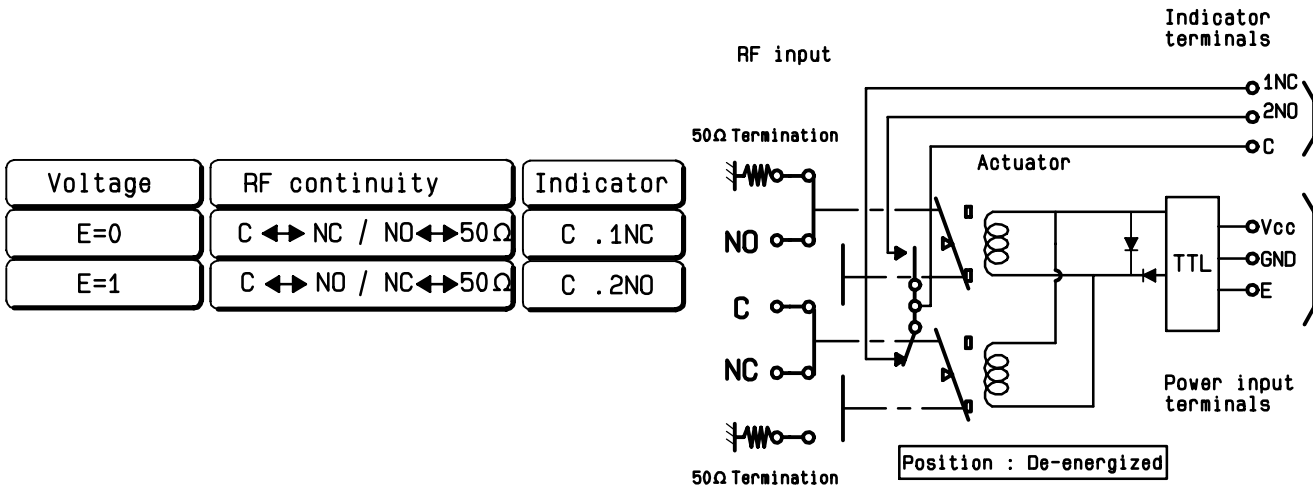 Voltage RF continuity Indicator
E=0 C ↔ NC / NO↔50Ω C .1NC
E=1 C ↔ NO / NC↔50Ω C .2NO
Indicator
terminals
RF input
1NC
2NO
C
50Ω Termination
Actuator
NO
C
NC
TTL
Vcc
GND
E
Power input
terminals
50Ω Termination
Position : De-energized